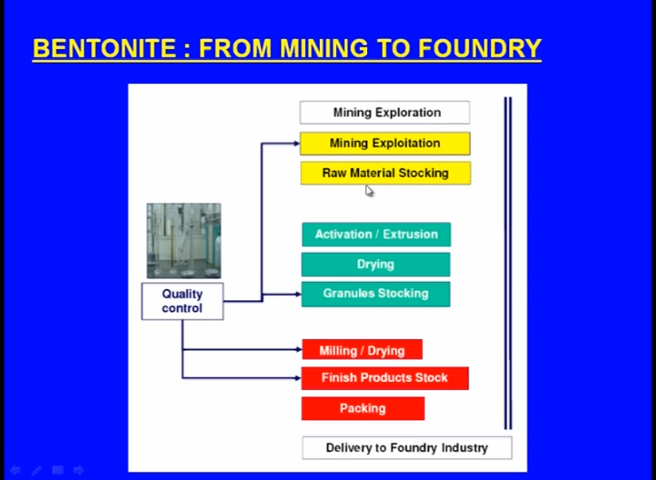 BENTONITE : FROM MINING TO FOUNDRY
Mining Exploration
Mining Exploitation
Raw Material Stocking
Activation / Extrusion
Drying
Granules Stocking
Quality
control
Milling / Drying
Finish Products Stock
Packing
Delivery to Foundry Industry